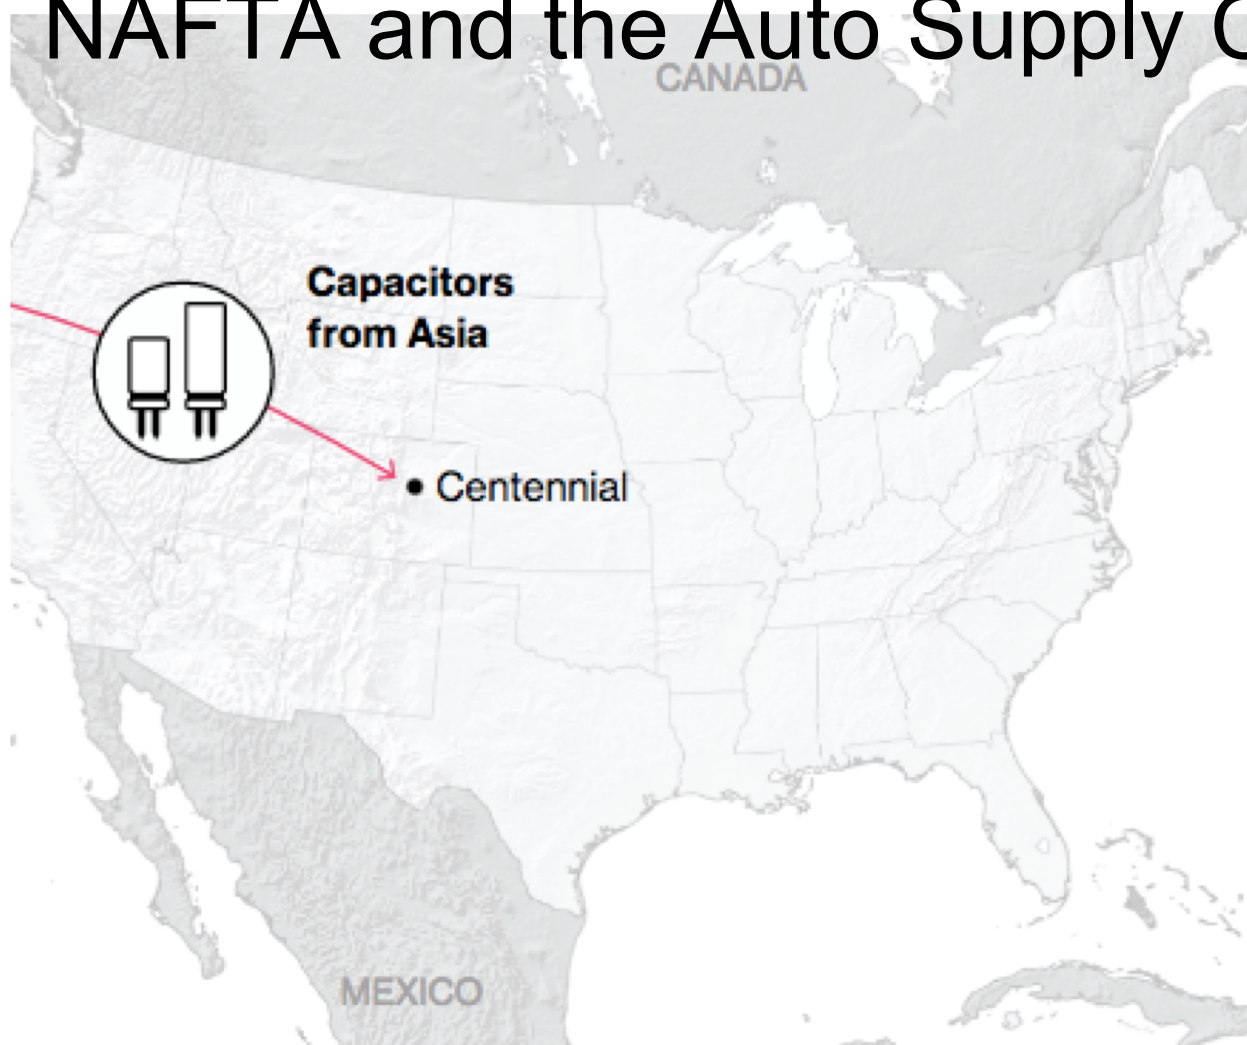 NAFTA and the Auto Supply
CANADA
Capacitors
from Asia
Centennial
MEXICO